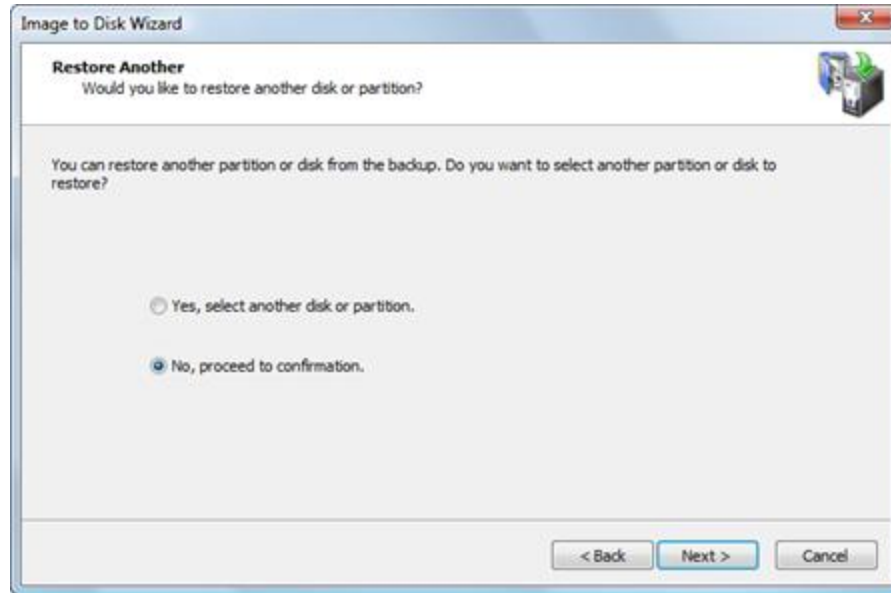 Image to Disk Wizard
Restore Another
Would you like to restore another disk or partition?
You can restore another partition or disk from the backup. Do you want to select another partition or disk to
restore?
Yes, select another disk or partition.
No, proceed to confirmation.
< Back Next > Cancel